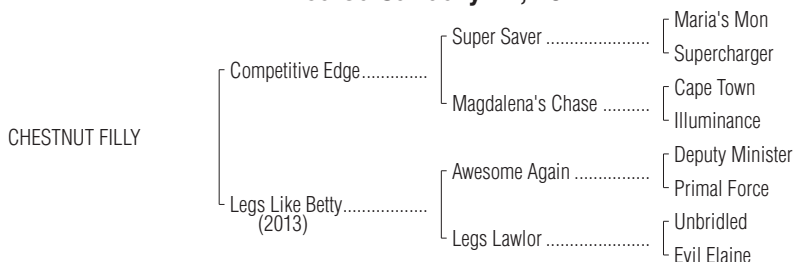 Maria's Mon
Super Saver .....................
Supercharger
Competitive Edge.............
Cape Town
Magdalena's Chase ..........
Illuminance
CHESTNUT FILLY
Deputy Minister
Awesome Again ................
Primal Force
Legs Like Betty.................
(2013)
Unbridled
Legs Lawlor .....................
Evil Elaine